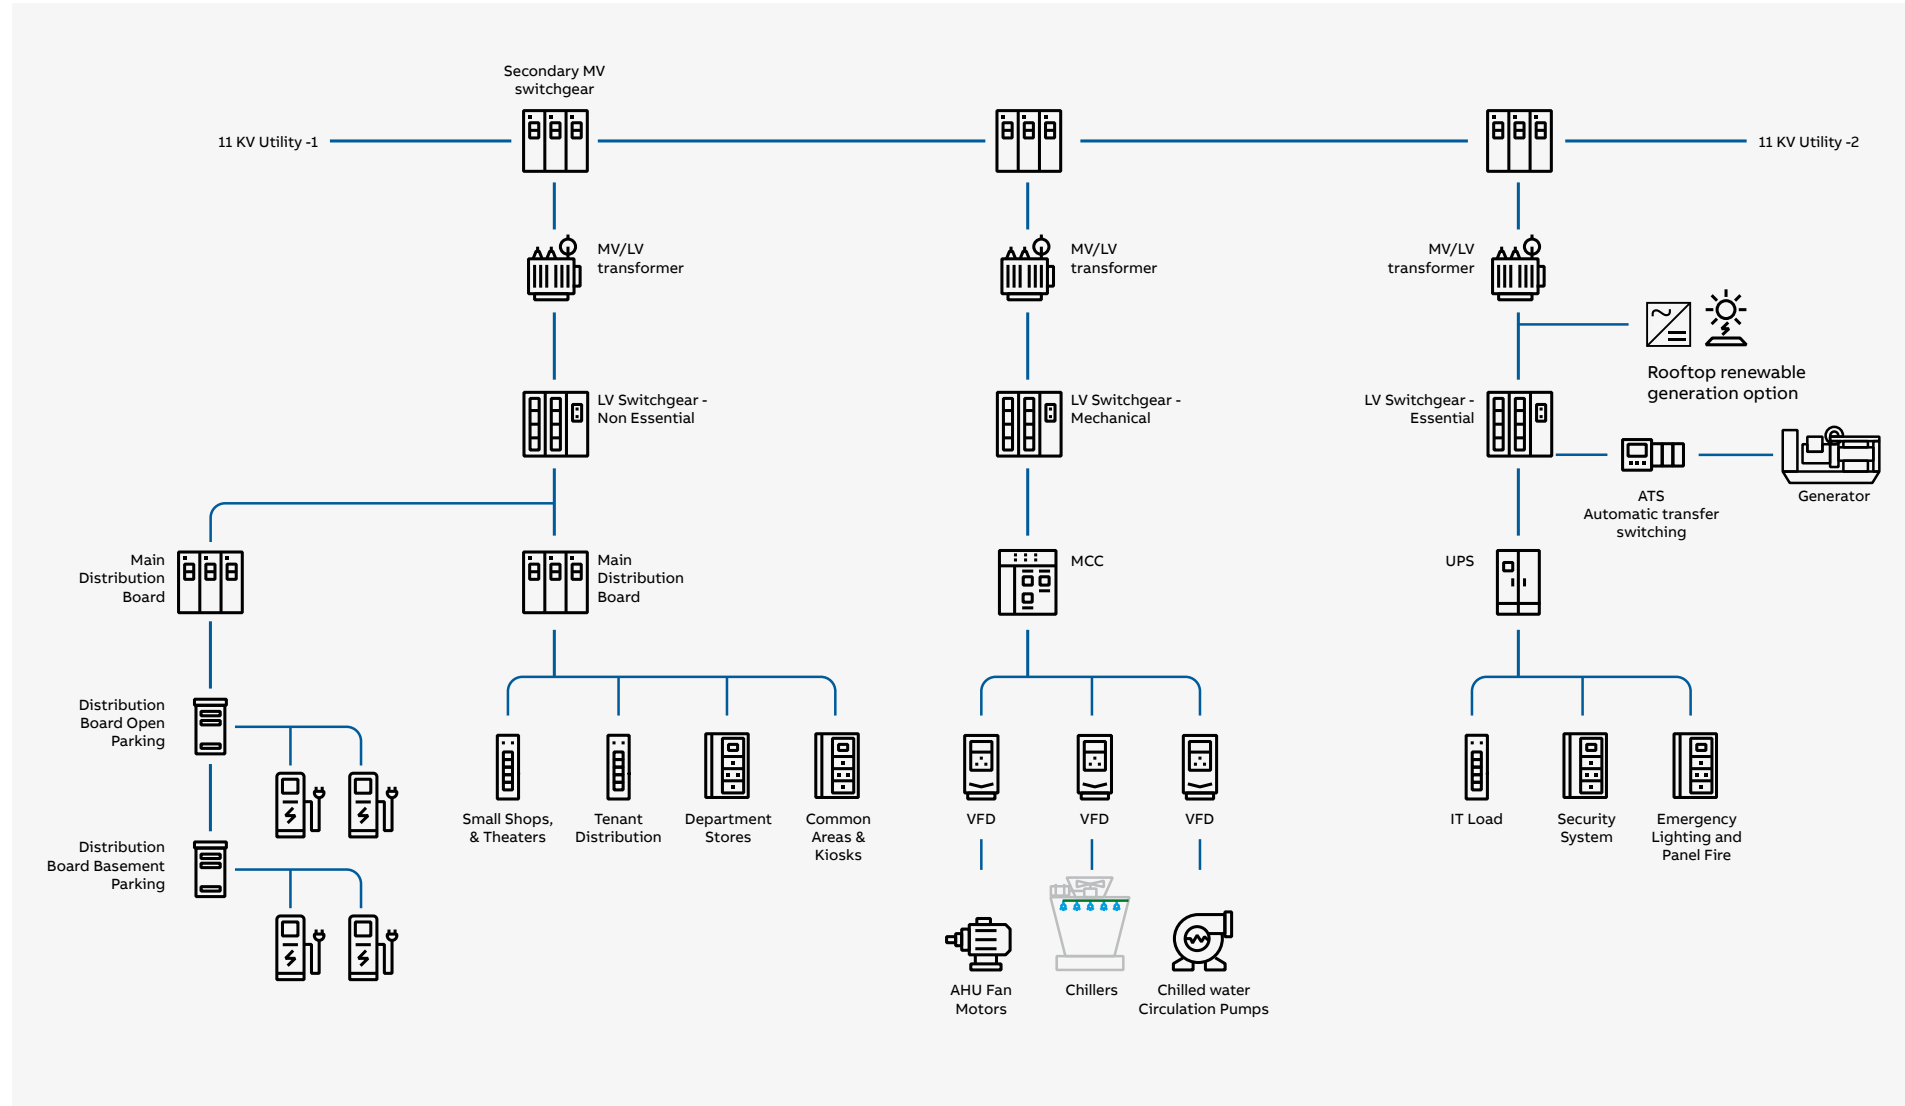 Secondary MV
switchgear
11 KV Utility -1
11 KV Utility -2
MV/LV
transformer
MV/LV
transformer
MV/LV
transformer
Rooftop renewable
generation option
LV Switchgear -
Non Essential
LV Switchgear -
Mechanical
LV Switchgear -
Essential
ATS
Automatic transfer
switching
Generator
Main
Distribution
Board
Main
Distribution
Board
MCC
UPS
Distribution
Board Open
Parking
Small Shops,
& Theaters
Tenant
Distribution
Department
Stores
Common
Areas &
Kiosks
VFD
VFD
VFD
IT Load
Security
System
Emergency
Lighting and
Panel Fire
Distribution
Board Basement
Parking
AHU Fan
Motors
Chillers
Chilled water
Circulation Pumps